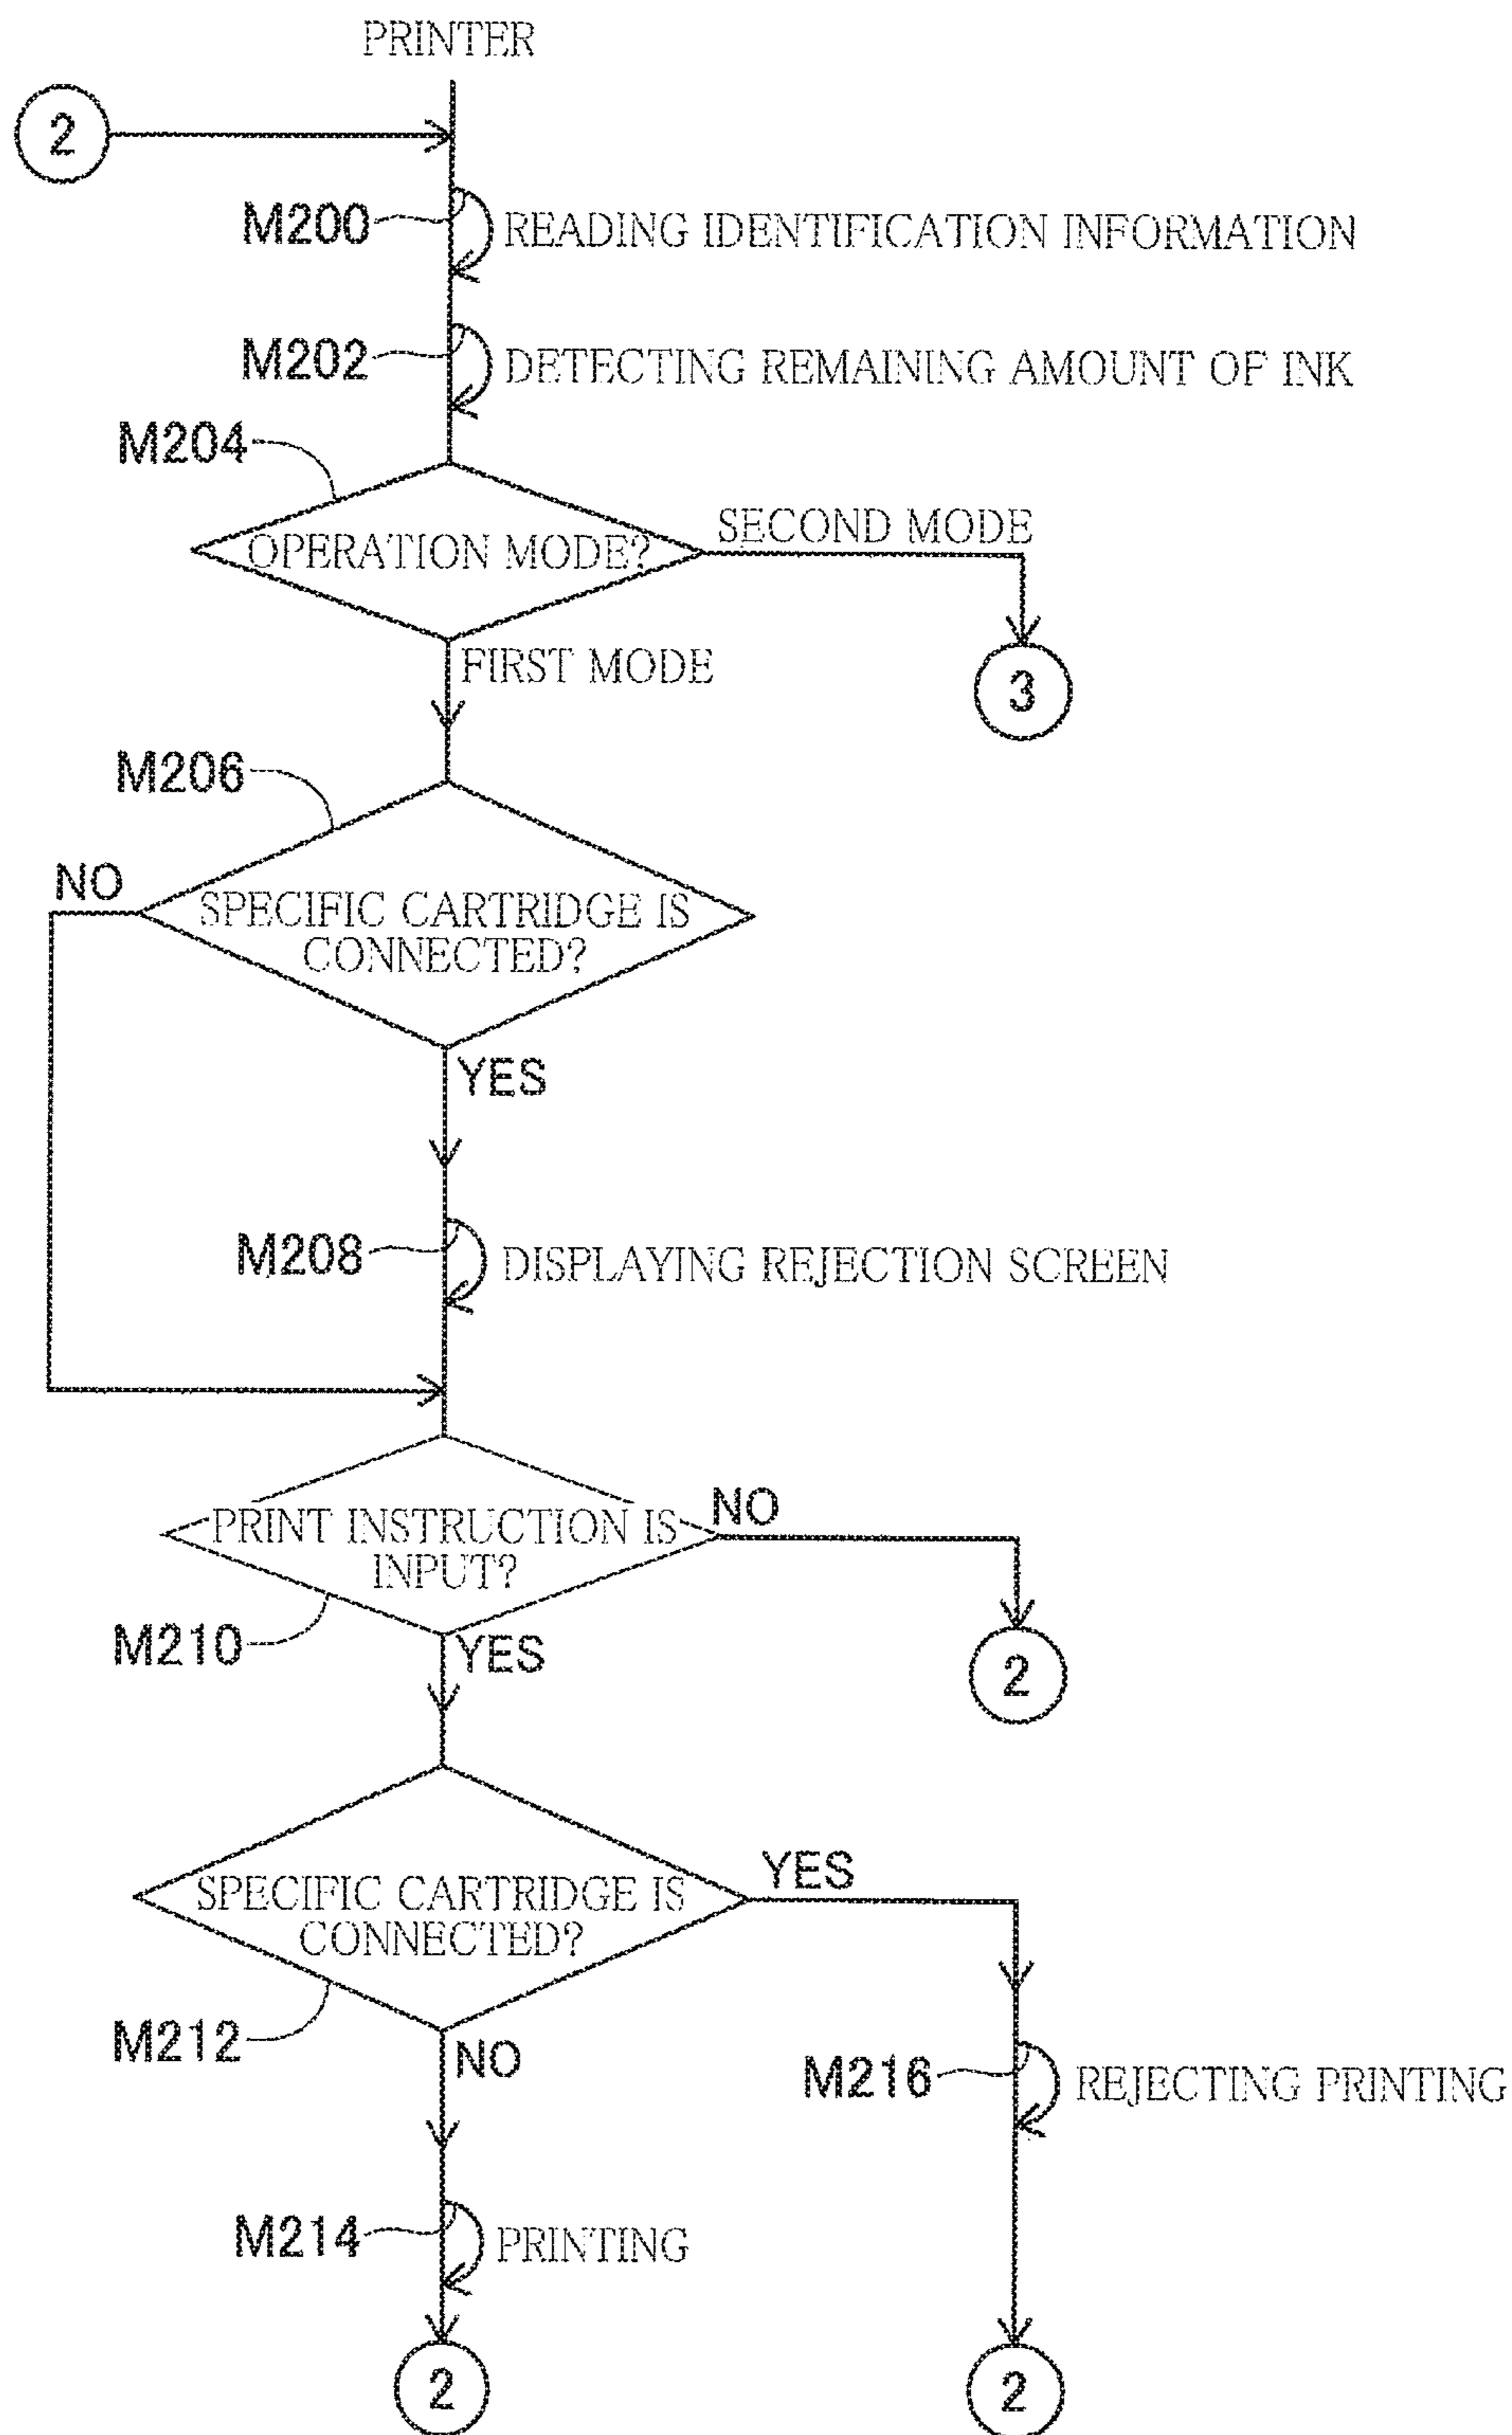 PRINTER
2
M200
READING IDENTIFICATION INFORMATION
M202
DETECTING REMAINING AMOUNT OF INK
M204
OPERATION MODE?
SECOND MODE
3
FIRST MODE
M206
NO
SPECIFIC CARTRIDGE IS
CONNECTED?
YES
M208
DISPLAYING REJECTION SCREEN
PRINT INSTRUCTION IS
INPUT?
NO
M210
YES
2
SPECIFIC CARTRIDGE IS
CONNECTED?
YES
M212
NO
M216
REJECTING PRINTING
M214
PRINTING
2
2